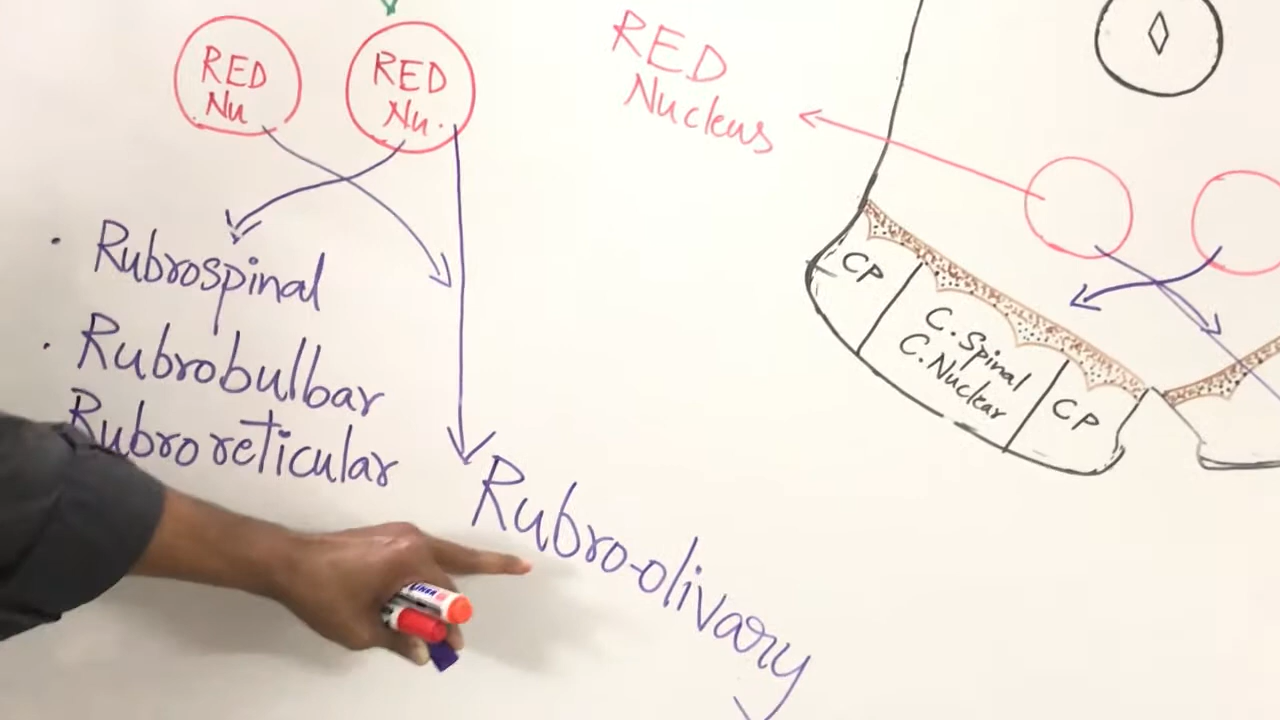 RED
Nu
RED
Nu.
RED
Nucleus
• Rubrospinal
• Rubrobulbar
Rubroreticular
Rubro-olivary
CP
C. Spinal
C. Nuclear
CP